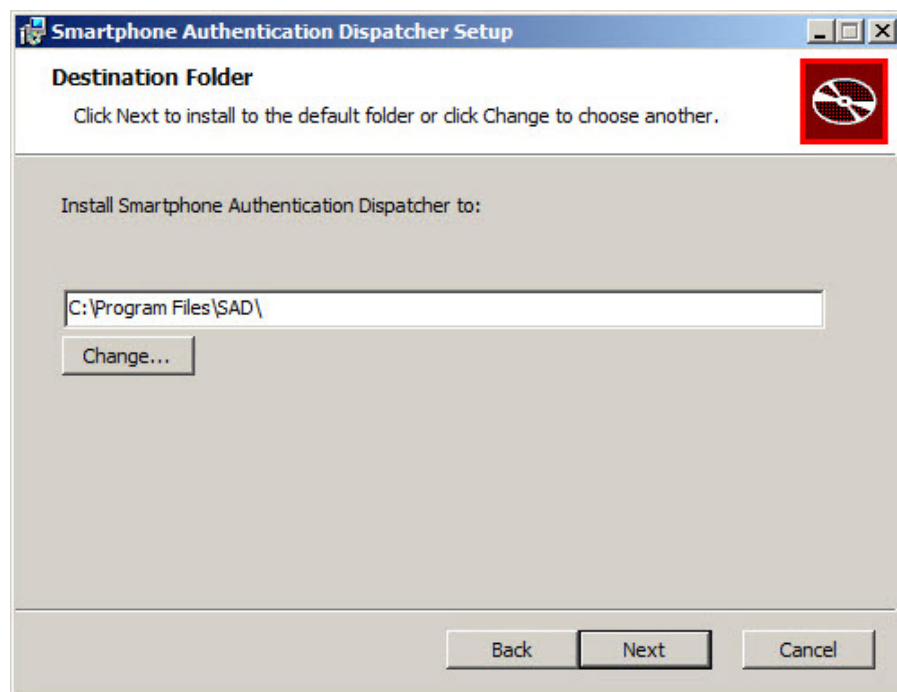 Smartphone Authentication Dispatcher Setup
Destination Folder
Click Next to install to the default folder or click Change to choose another.
Install Smartphone Authentication Dispatcher to:
C:\Program Files\SAD\
Change...
Back Next Cancel